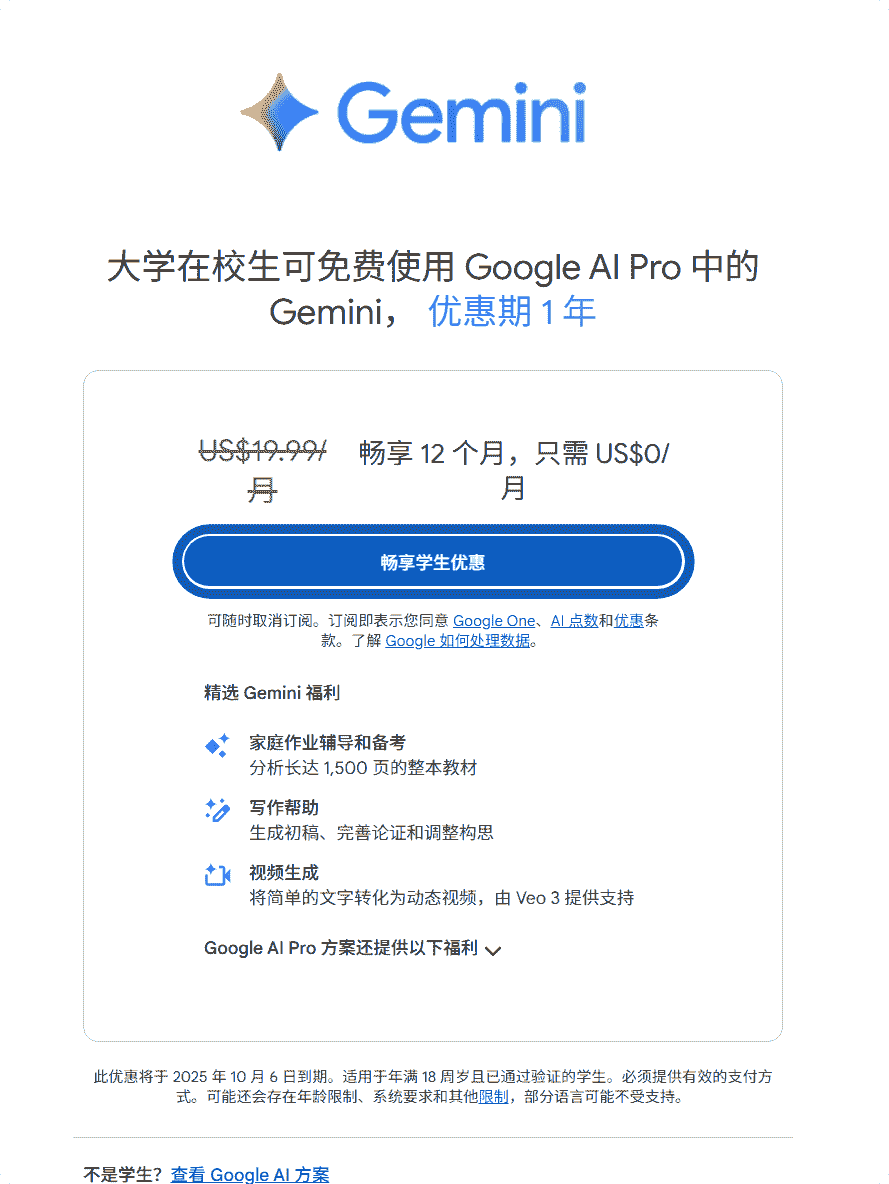 Gemini
大学在校生可免费使用 Google AI Pro 中的
Gemini， 优惠期 1 年
US$19.99/
月
畅享 12 个月，只需 US$0/
月
畅享学生优惠
可随时取消订阅。订阅即表示您同意 Google One、AI 点数和优惠条
款。了解 Google 如何处理数据。
精选 Gemini 福利
家庭作业辅导和备考
分析长达 1,500 页的整本教材
写作帮助
生成初稿、完善论证和调整构思
视频生成
将简单的文字转化为动态视频，由 Veo 3 提供支持
Google AI Pro 方案还提供以下福利
此优惠将于 2025 年 10 月 6 日到期。适用于年满 18 周岁且已通过验证的学生。必须提供有效的支付方
式。可能还会存在年龄限制、系统要求和其他限制，部分语言可能不受支持。
不是学生？查看 Google AI 方案